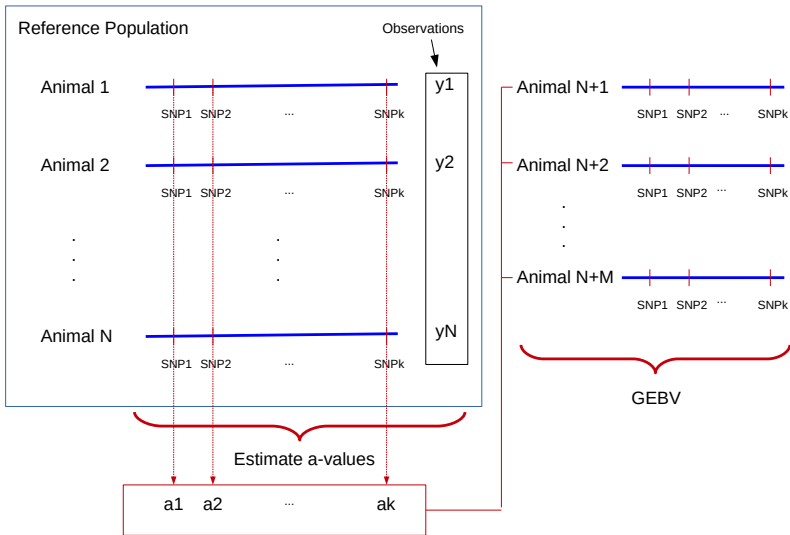 Reference Population
Observations
Animal 1
y1
SNP1 SNP2 ... SNPk
Animal 2
y2
SNP1 SNP2 ... SNPk
. .
. .
. .
Animal N
yN
SNP1 SNP2 ... SNPk
Estimate a-values
a1 a2 ... ak
Animal N+1
SNP1 SNP2 ... SNPk
Animal N+2
SNP1 SNP2 ... SNPk
.
.
.
Animal N+M
SNP1 SNP2 ... SNPk
GEBV